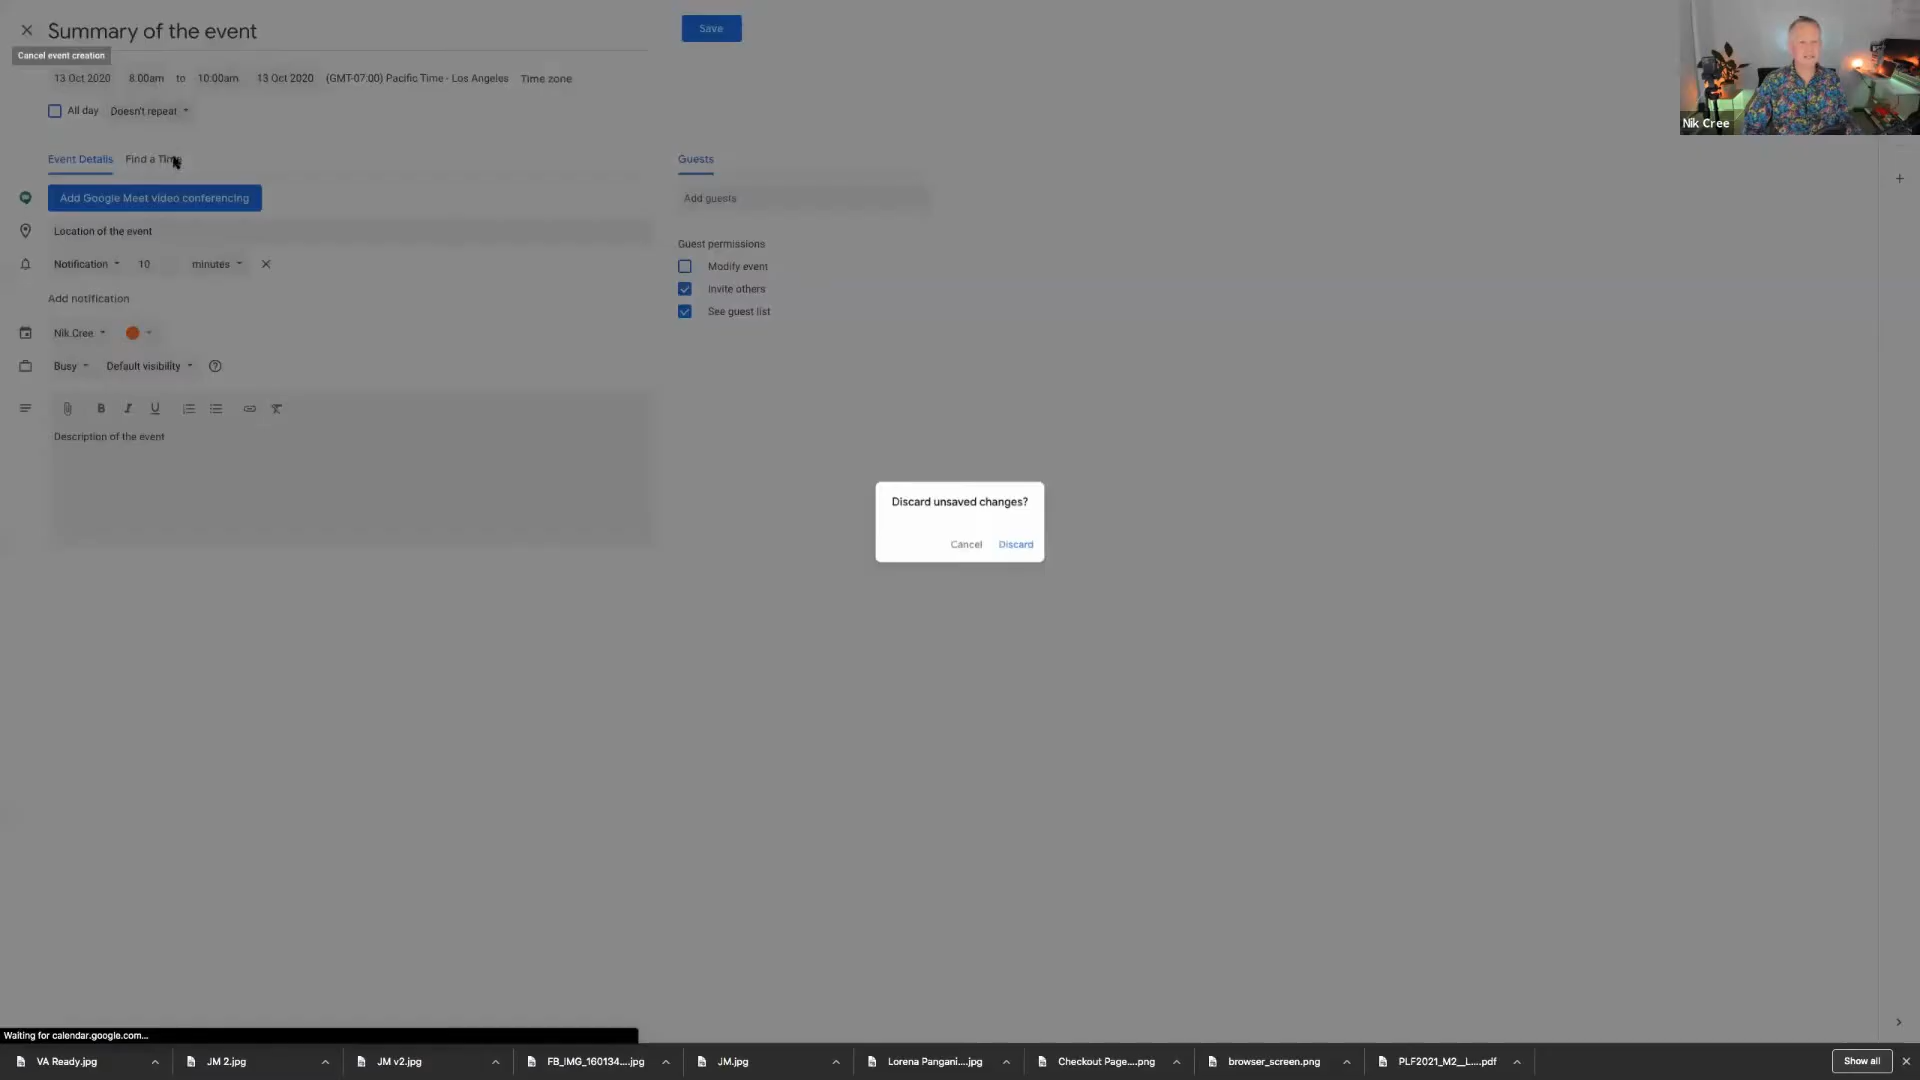 Summary of the event
Save
Cancel event creation
13 Oct 2020 8:00am to 10:00am 13 Oct 2020 (GMT-07:00) Pacific Time - Los Angeles Time zone
All day Doesn't repeat
Nik Cree
Event Details Find a Time
Guests
Add Google Meet video conferencing
Add guests
Location of the event
Guest permissions
Notification 10 minutes
Modify event
Invite others
Add notification
See guest list
Nik Cree
Busy Default visibility
B I U
Description of the event
Discard unsaved changes?
Cancel Discard
Waiting for calendar.google.com...
VA Ready.jpg JM 2.jpg JM v2.jpg FB_IMG_160134....jpg JM.jpg Lorena Pangani....jpg Checkout Page....png browser_screen.png PLF2021_M2__L....pdf Show all